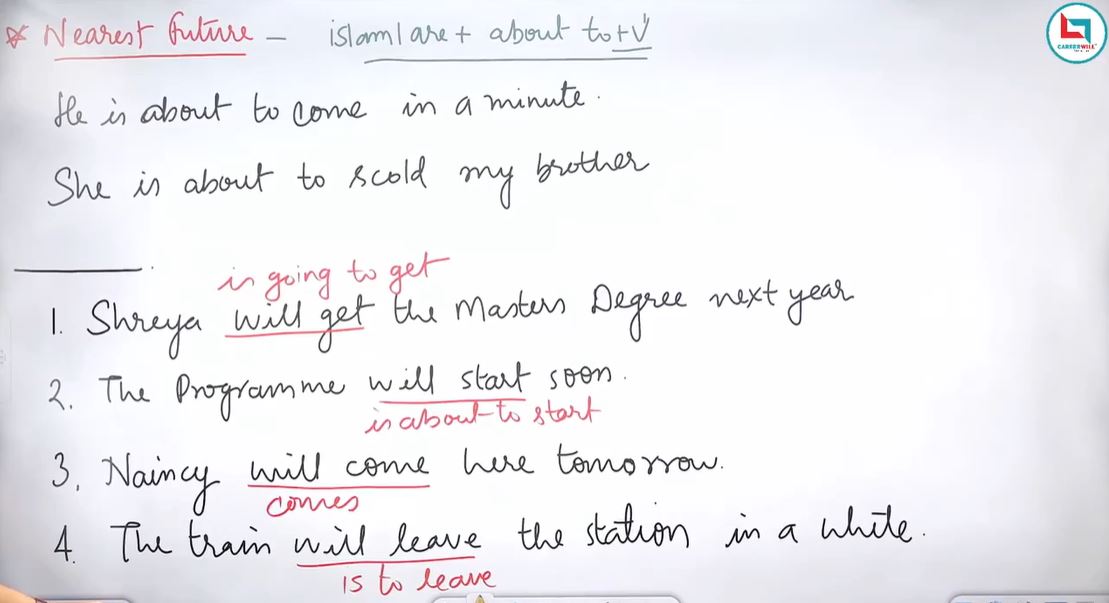 * Nearest future - is/am/are + about to + V¹
CAREERWILL
He is about to come in a minute.
She is about to scold my brother
is going to get
1. Shreya will get the Masters Degree next year
2. The Programme will start soon.
is about to start
3. Naincy will come here tomorrow.
comes
4. The train will leave the station in a while.
is to leave